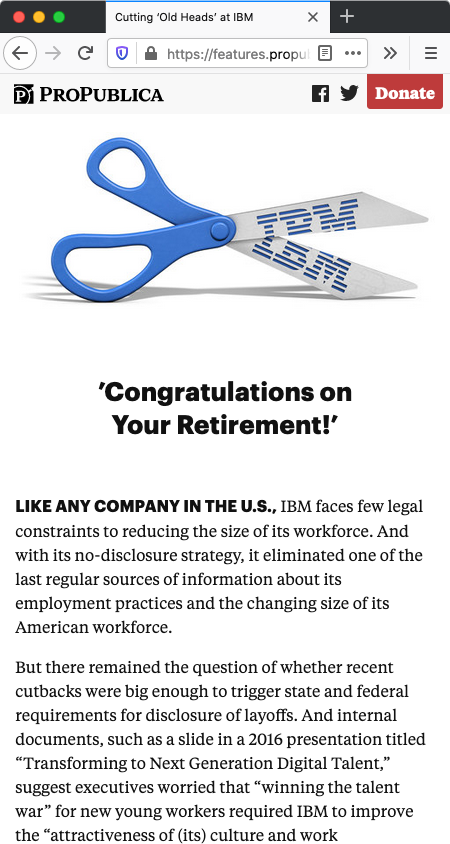 Cutting ‘Old Heads’ at IBM
https://features.propu
PROPUBLICA
Donate
IBM
IBM
’Congratulations on
Your Retirement!’
LIKE ANY COMPANY IN THE U.S., IBM faces few legal
constraints to reducing the size of its workforce. And
with its no-disclosure strategy, it eliminated one of the
last regular sources of information about its
employment practices and the changing size of its
American workforce.
But there remained the question of whether recent
cutbacks were big enough to trigger state and federal
requirements for disclosure of layoffs. And internal
documents, such as a slide in a 2016 presentation titled
“Transforming to Next Generation Digital Talent,”
suggest executives worried that “winning the talent
war” for new young workers required IBM to improve
the “attractiveness of (its) culture and work